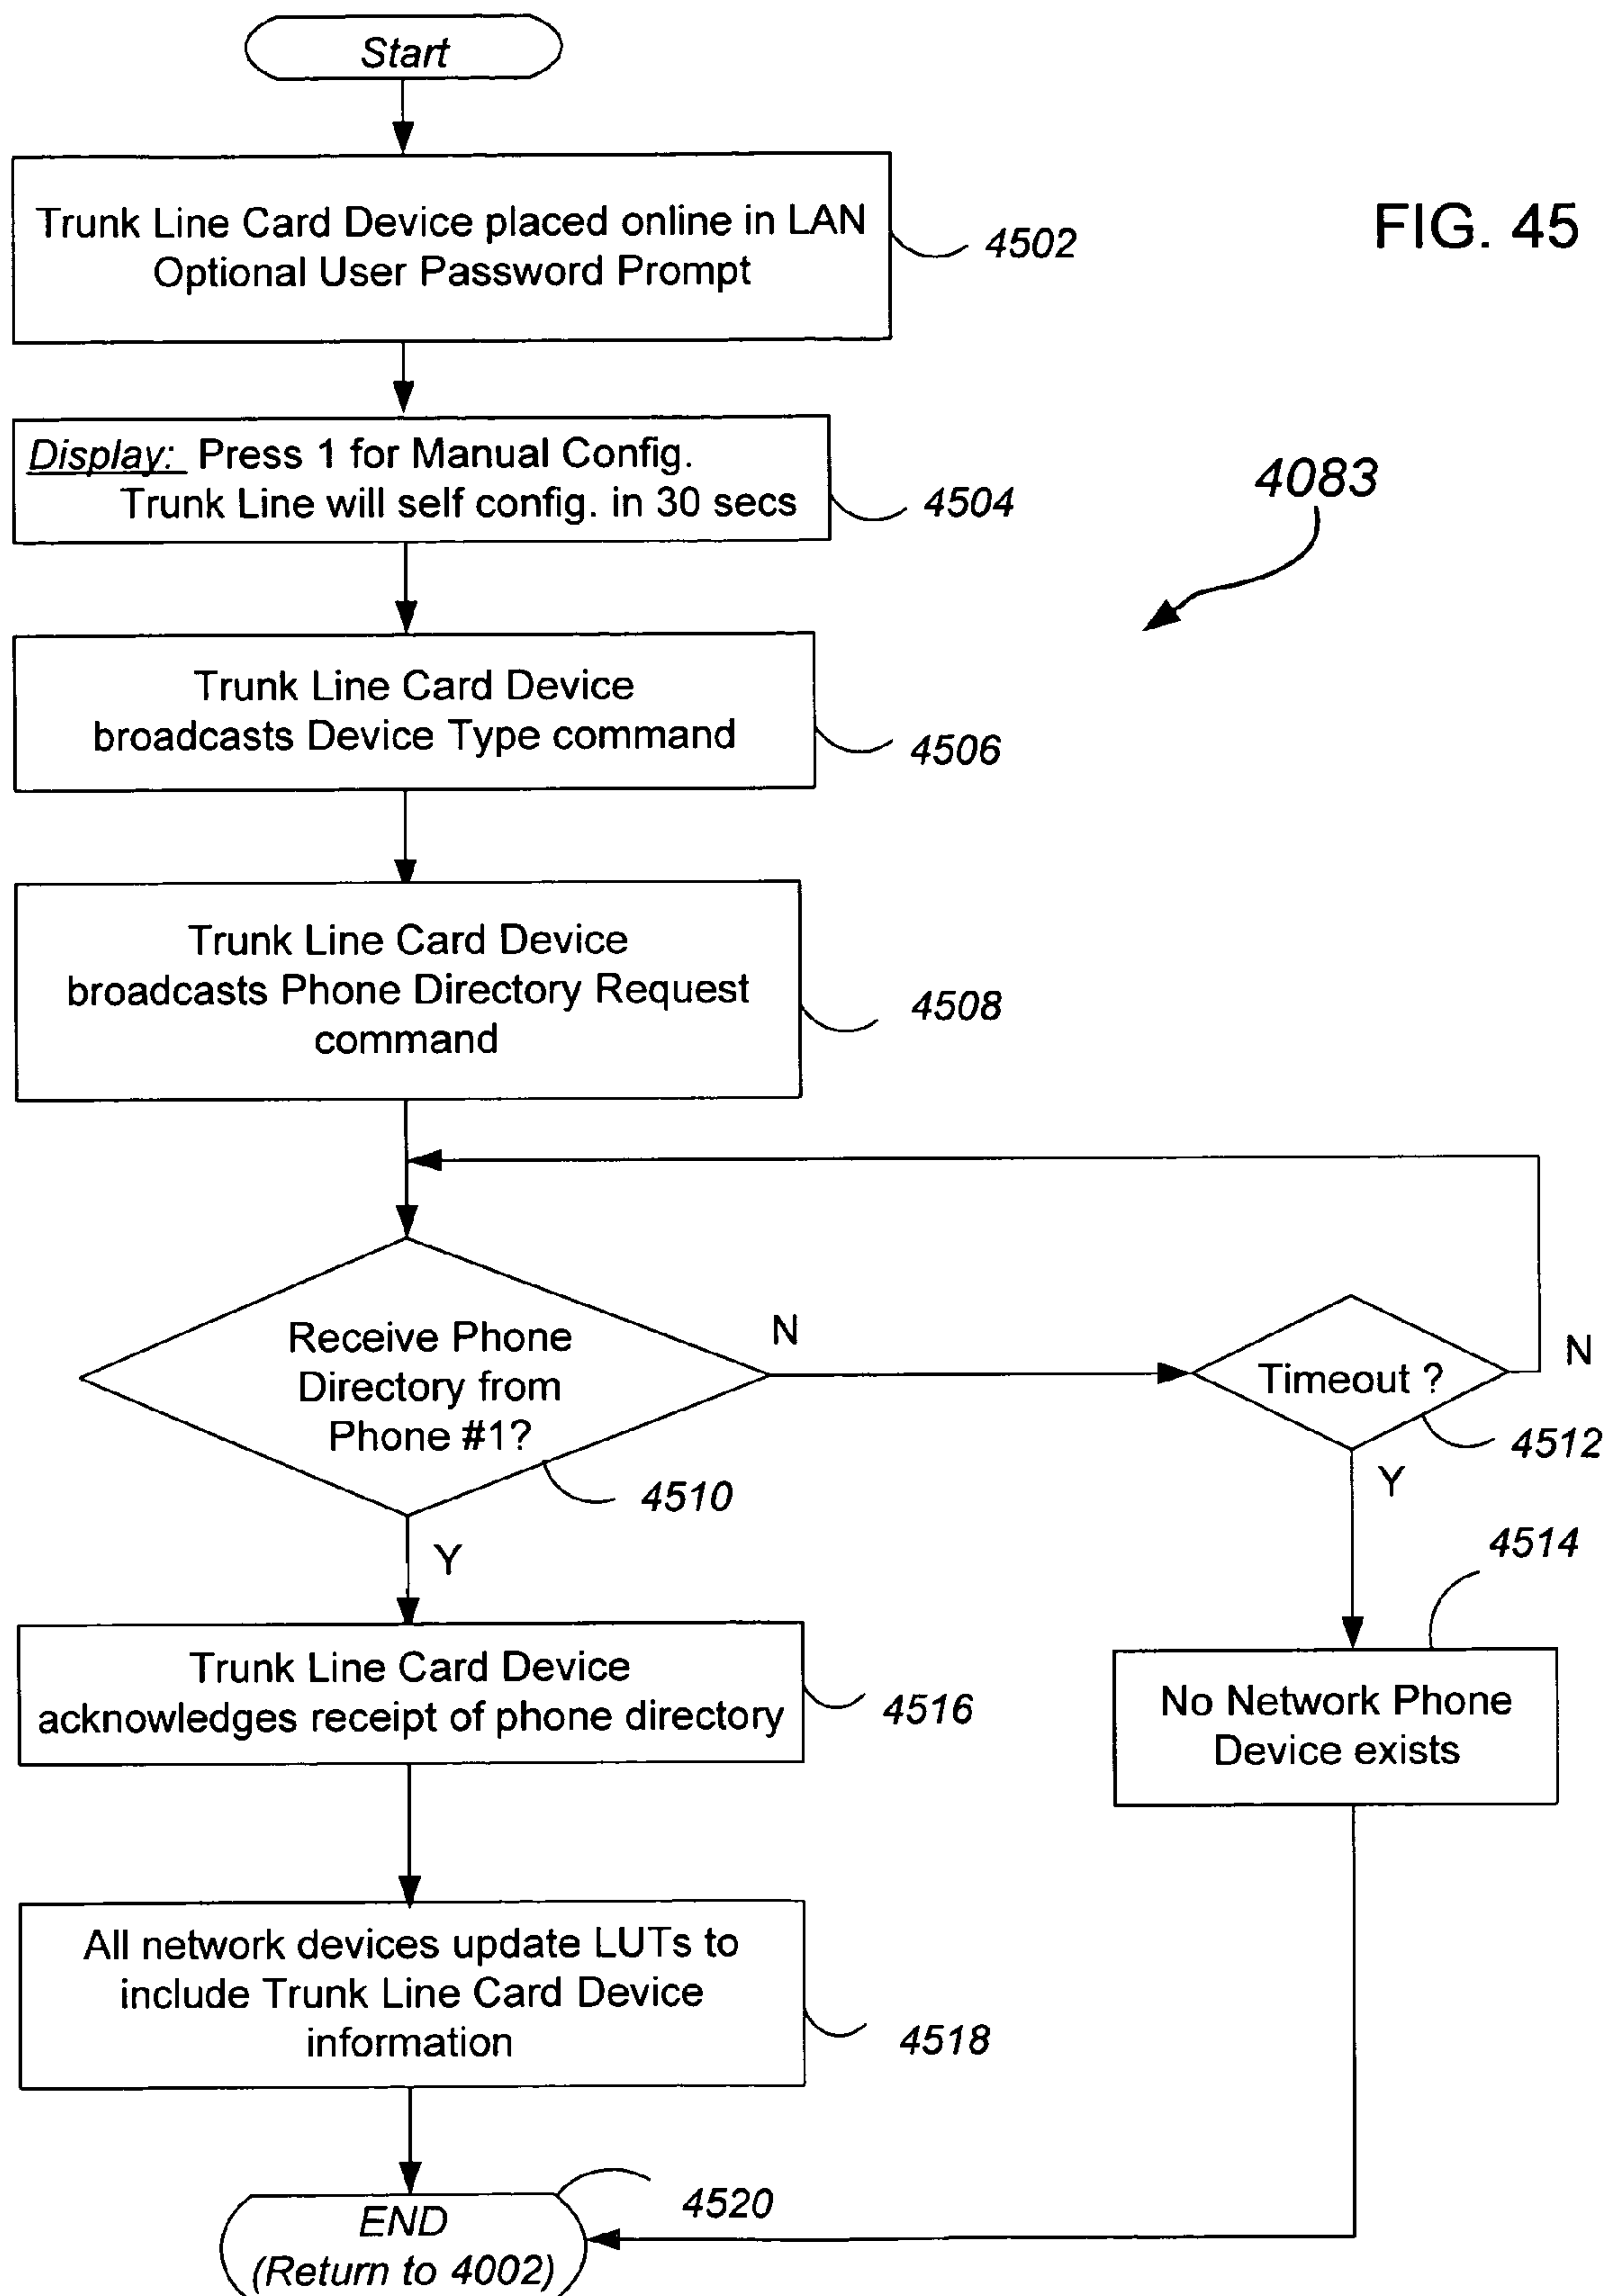 Start
FIG. 45
Trunk Line Card Device placed online in LAN
Optional User Password Prompt
4502
Display: Press 1 for Manual Config.
Trunk Line will self config. in 30 secs
4504
4083
Trunk Line Card Device
broadcasts Device Type command
4506
Trunk Line Card Device
broadcasts Phone Directory Request
command
4508
Receive Phone
Directory from
Phone #1?
4510
N
Timeout ?
N
4512
Y
Y
4514
No Network Phone
Device exists
Trunk Line Card Device
acknowledges receipt of phone directory
4516
All network devices update LUTs to
include Trunk Line Card Device
information
4518
END
(Return to 4002)
4520